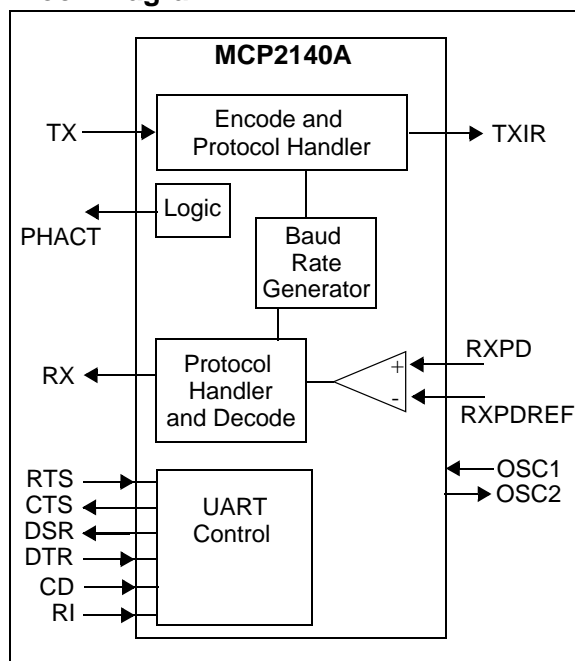 MCP2140A
TX
Encode and
Protocol Handler
TXIR
PHACT
Logic
Baud
Rate
Generator
RX
Protocol
Handler
and Decode
+
-
RXPD
RXPDREF
RTS
CTS
DSR
DTR
CD
RI
UART
Control
OSC1
OSC2